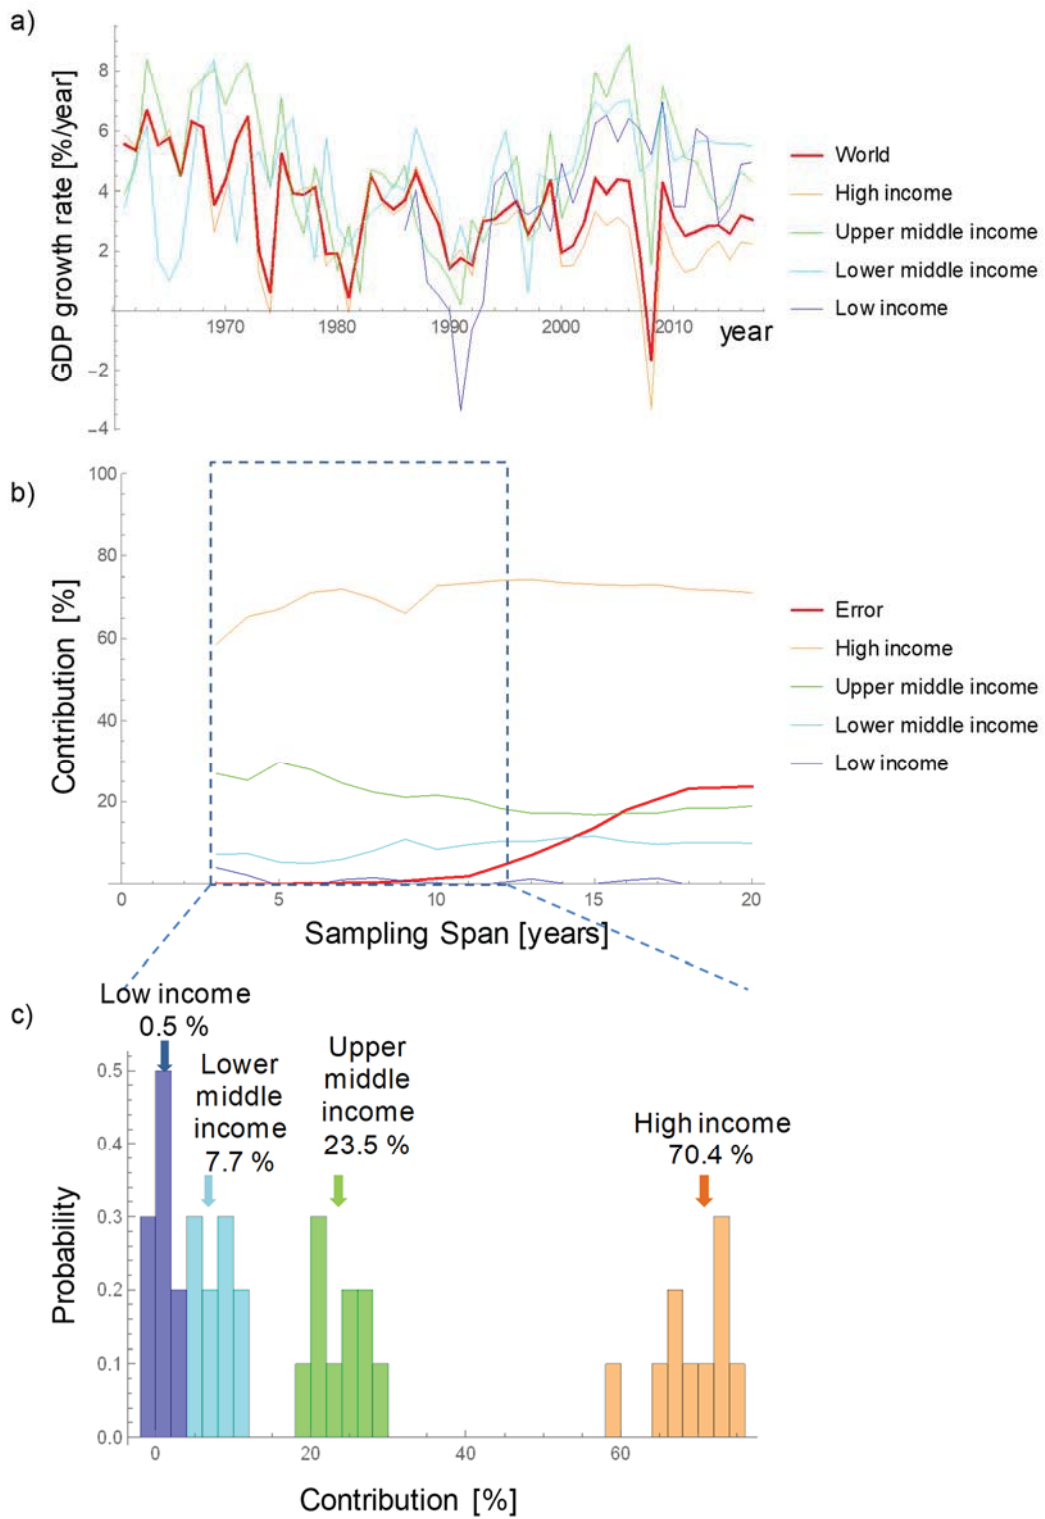 a)
GDP growth rate [%/year]
8
6
4
2
−2
−4
1970
1980
1990
2000
2010
year
World
High income
Upper middle income
Lower middle income
Low income
b)
Contribution [%]
100
80
60
40
20
0
5
10
15
20
Sampling Span [years]
Error
High income
Upper middle income
Lower middle income
Low income
c)
Low income
0.5 %
Lower
middle
income
7.7 %
Upper
middle
income
23.5 %
High income
70.4 %
Probability
0.5
0.4
0.3
0.2
0.1
0.0
0
20
40
60
Contribution [%]